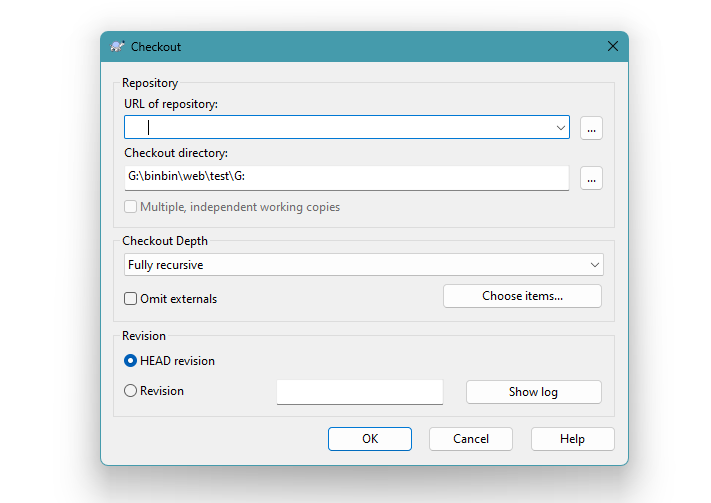 Checkout
Repository
URL of repository:
...
Checkout directory:
G:\binbin\web\test\G:
...
Multiple, independent working copies
Checkout Depth
Fully recursive
Omit externals
Choose items...
Revision
HEAD revision
Revision
Show log
OK
Cancel
Help